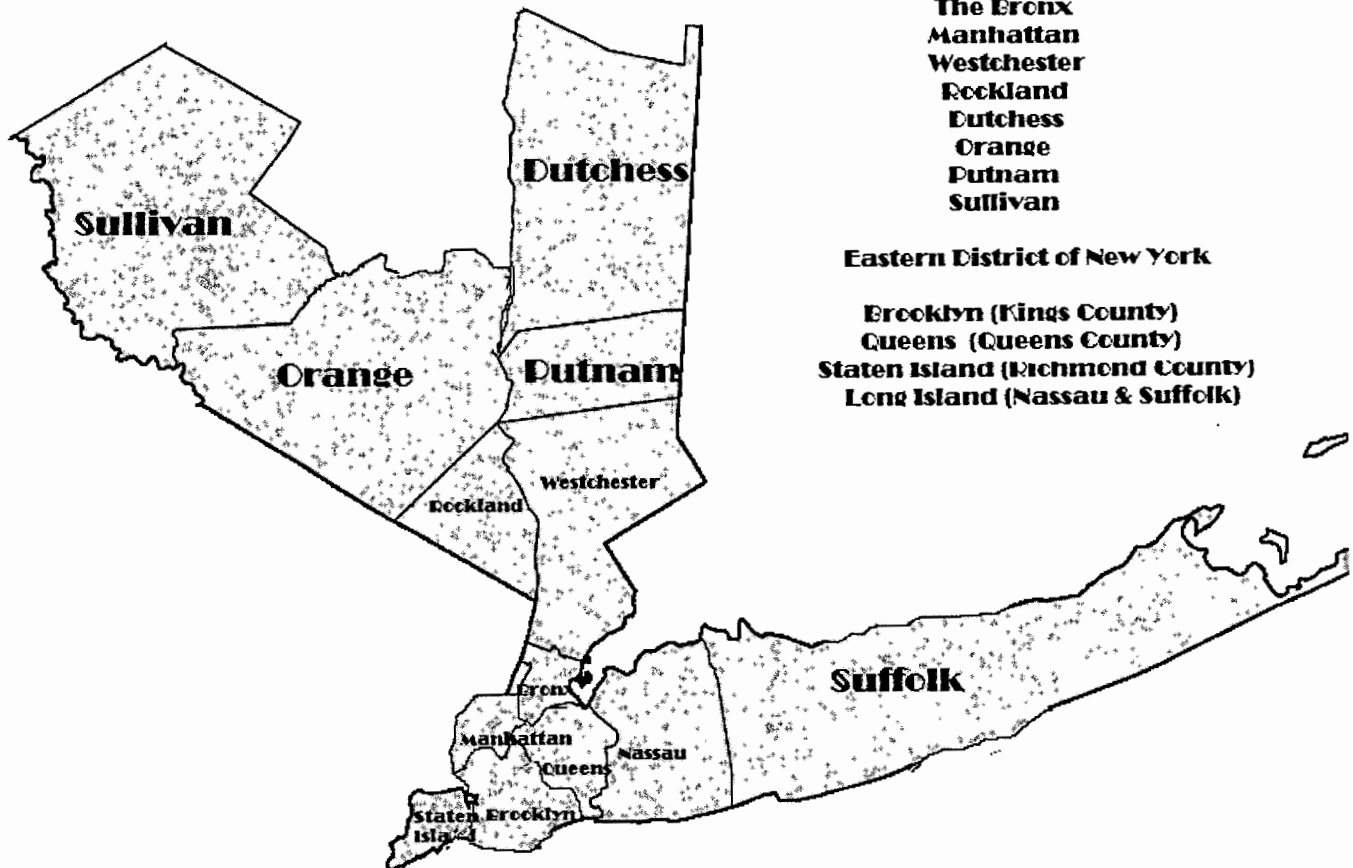 The Bronx
Manhattan
Westchester
Rockland
Dutchess
Orange
Putnam
Sullivan
Eastern District of New York
Brooklyn (Kings County)
Queens (Queens County)
Staten Island (Richmond County)
Long Island (Nassau & Suffolk)
Dutchess
Sullivan
Orange
Putnam
Westchester
Rockland
Bronx
Suffolk
Manhattan
Nassau
Queens
Staten
Island
Brooklyn